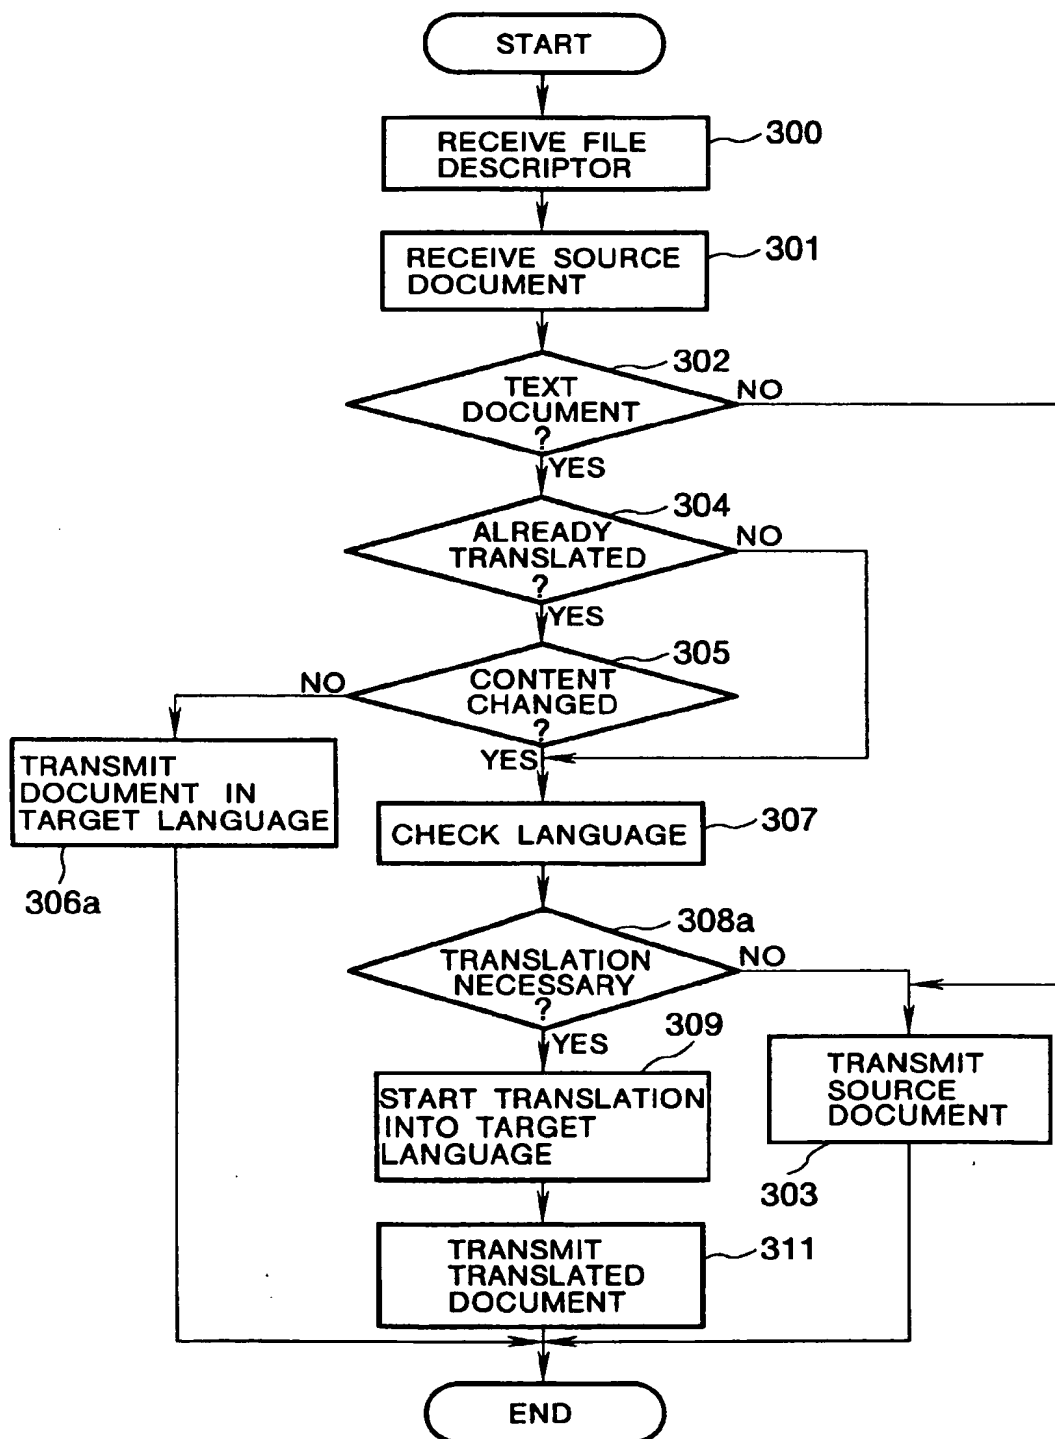 START
RECEIVE FILE
DESCRIPTOR
300
RECEIVE SOURCE
DOCUMENT
301
302
TEXT
DOCUMENT
?
NO
YES
304
ALREADY
TRANSLATED
?
NO
YES
305
CONTENT
CHANGED
?
NO
YES
TRANSMIT
DOCUMENT IN
TARGET LANGUAGE
306a
CHECK LANGUAGE
307
308a
TRANSLATION
NECESSARY
?
NO
YES
309
START TRANSLATION
INTO TARGET
LANGUAGE
TRANSMIT
SOURCE
DOCUMENT
303
TRANSMIT
TRANSLATED
DOCUMENT
311
END